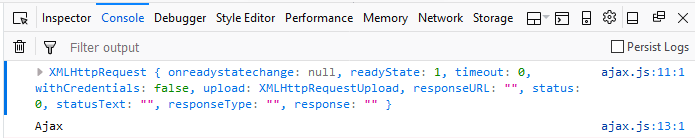 Inspector Console Debugger Style Editor Performance Memory Network Storage
Filter output Persist Logs
XMLHttpRequest { onreadystatechange: null, readyState: 1, timeout: 0, ajax.js:11:1
withCredentials: false, upload: XMLHttpRequestUpload, responseURL: "", status:
0, statusText: "", responseType: "", response: "" }
Ajax ajax.js:13:1